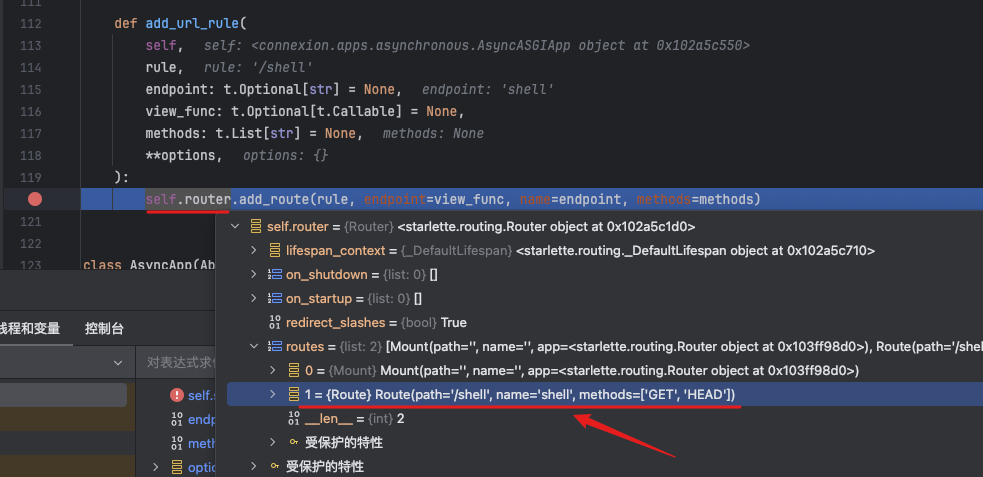 111
112 def add_url_rule(
113 self, self: <connexion.apps.asynchronous.AsyncASGIApp object at 0x102a5c550>
114 rule, rule: '/shell'
115 endpoint: t.Optional[str] = None, endpoint: 'shell'
116 view_func: t.Optional[t.Callable] = None,
117 methods: t.List[str] = None, methods: None
118 **options, options: {}
119 ):
self.router.add_route(rule, endpoint=view_func, name=endpoint, methods=methods)
121
122
123 class AsyncApp(Ab
self.router = {Router} <starlette.routing.Router object at 0x102a5c1d0>
lifespan_context = {_DefaultLifespan} <starlette.routing._DefaultLifespan object at 0x102a5c710>
on_shutdown = {list: 0} []
on_startup = {list: 0} []
redirect_slashes = {bool} True
routes = {list: 2} [Mount(path='', name='', app=<starlette.routing.Router object at 0x103ff98d0>), Route(path='/shel
0 = {Mount} Mount(path='', name='', app=<starlette.routing.Router object at 0x103ff98d0>)
1 = {Route} Route(path='/shell', name='shell', methods=['GET', 'HEAD'])
__len__ = {int} 2
受保护的特性
受保护的特性
线程和变量 控制台
对表达式求值
self.
endp
meth
optio